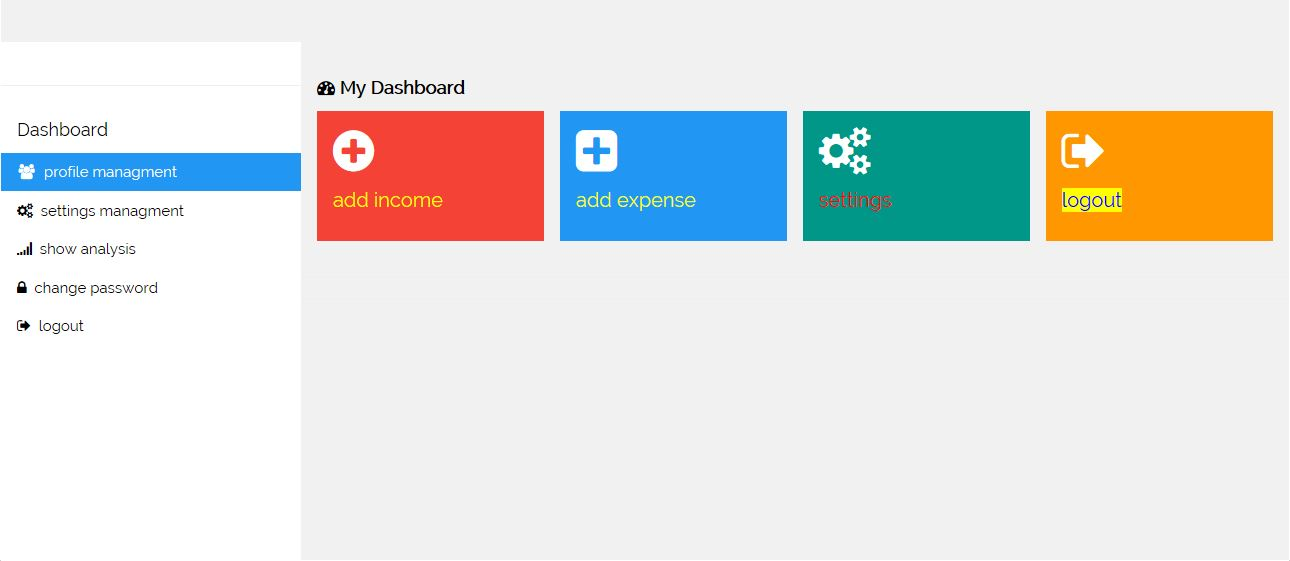 Dashboard
profile managment
settings managment
show analysis
change password
logout
My Dashboard
add income
add expense
settings
logout